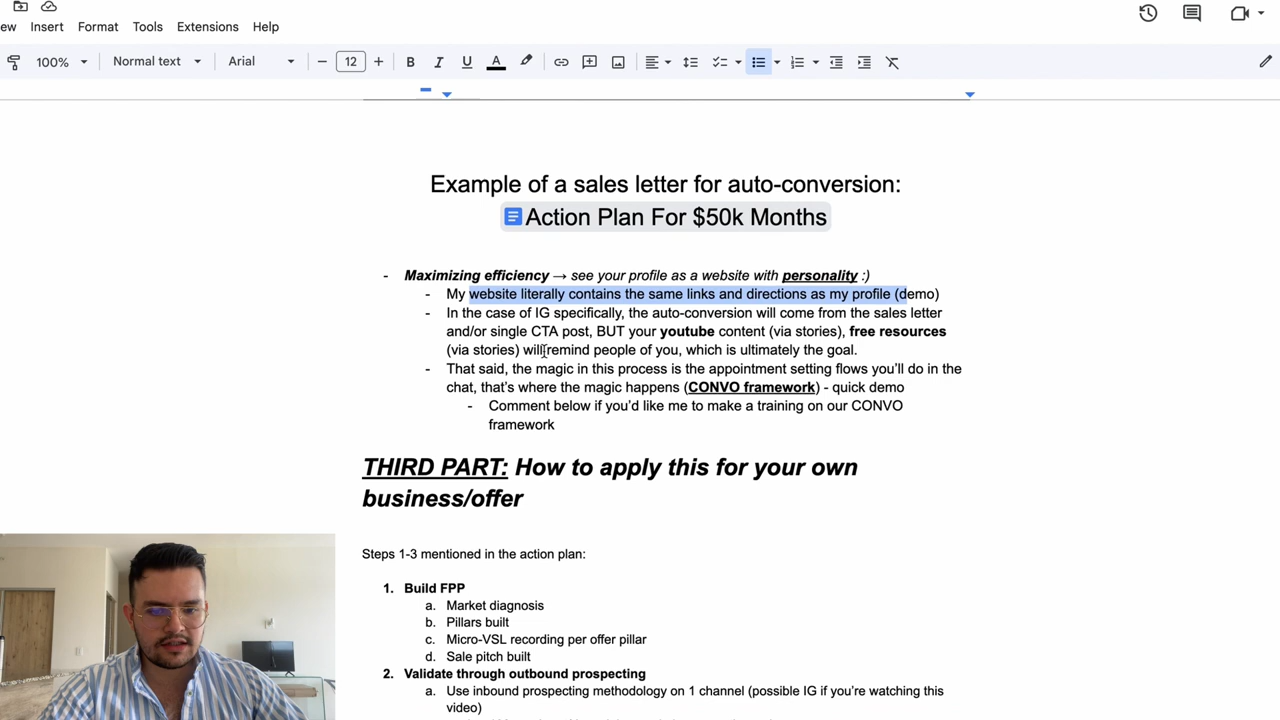 ew Insert Format Tools Extensions Help
100% Normal text Arial − 12 + B I U A
Example of a sales letter for auto-conversion:
Action Plan For $50k Months
- Maximizing efficiency → see your profile as a website with personality :)
- My website literally contains the same links and directions as my profile (demo)
- In the case of IG specifically, the auto-conversion will come from the sales letter
and/or single CTA post, BUT your youtube content (via stories), free resources
(via stories) will remind people of you, which is ultimately the goal.
- That said, the magic in this process is the appointment setting flows you'll do in the
chat, that's where the magic happens (CONVO framework) - quick demo
- Comment below if you'd like me to make a training on our CONVO
framework
THIRD PART: How to apply this for your own
business/offer
Steps 1-3 mentioned in the action plan:
1. Build FPP
a. Market diagnosis
b. Pillars built
c. Micro-VSL recording per offer pillar
d. Sale pitch built
2. Validate through outbound prospecting
a. Use inbound prospecting methodology on 1 channel (possible IG if you're watching this
video)